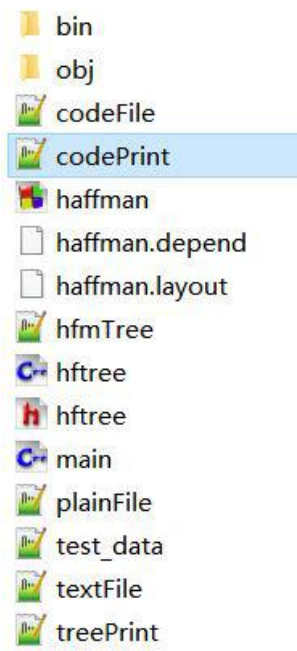 bin
obj
codeFile
codePrint
haffman
haffman.depend
haffman.layout
hfmTree
hftree
hftree
main
plainFile
test_data
textFile
treePrint